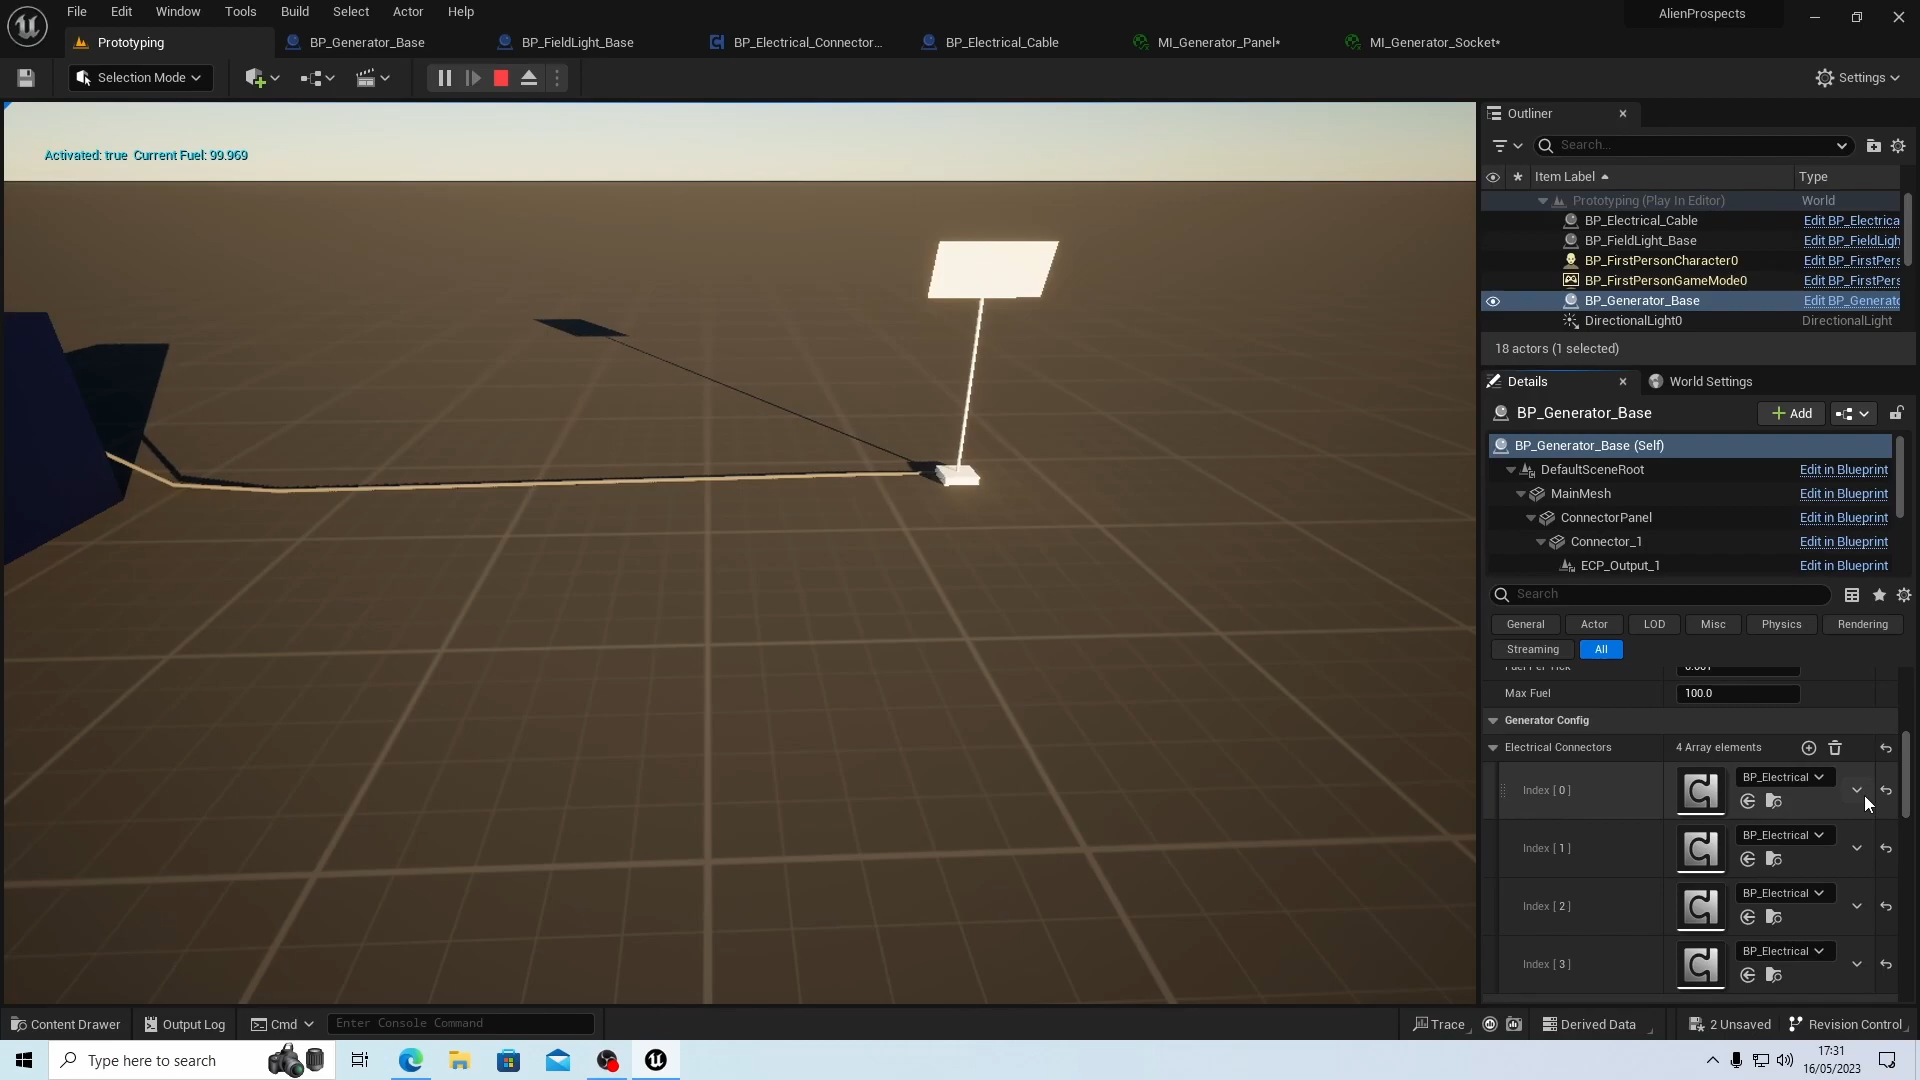 File Edit Window Tools Build Select Actor Help
AlienProspects
Prototyping BP_Generator_Base BP_FieldLight_Base BP_Electrical_Connector... BP_Electrical_Cable MI_Generator_Panel* MI_Generator_Socket*
Selection Mode
Settings
Activated: true Current Fuel: 99.969
Outliner
Search...
Item Label Type
Prototyping (Play In Editor) World
BP_Electrical_Cable Edit BP_Electrica
BP_FieldLight_Base Edit BP_FieldLigh
BP_FirstPersonCharacter0 Edit BP_FirstPers
BP_FirstPersonGameMode0 Edit BP_FirstPers
BP_Generator_Base Edit BP_Generato
DirectionalLight0 DirectionalLight
18 actors (1 selected)
Details World Settings
BP_Generator_Base Add
BP_Generator_Base (Self)
DefaultSceneRoot Edit in Blueprint
MainMesh Edit in Blueprint
ConnectorPanel Edit in Blueprint
Connector_1 Edit in Blueprint
ECP_Output_1 Edit in Blueprint
Search
General Actor LOD Misc Physics Rendering
Streaming All
Fuel Per Tick 0.001
Max Fuel 100.0
Generator Config
Electrical Connectors 4 Array elements
Index [ 0 ] BP_Electrical
Index [ 1 ] BP_Electrical
Index [ 2 ] BP_Electrical
Index [ 3 ] BP_Electrical
Content Drawer Output Log Cmd Enter Console Command Trace Derived Data 2 Unsaved Revision Control
Type here to search
17:31
16/05/2023